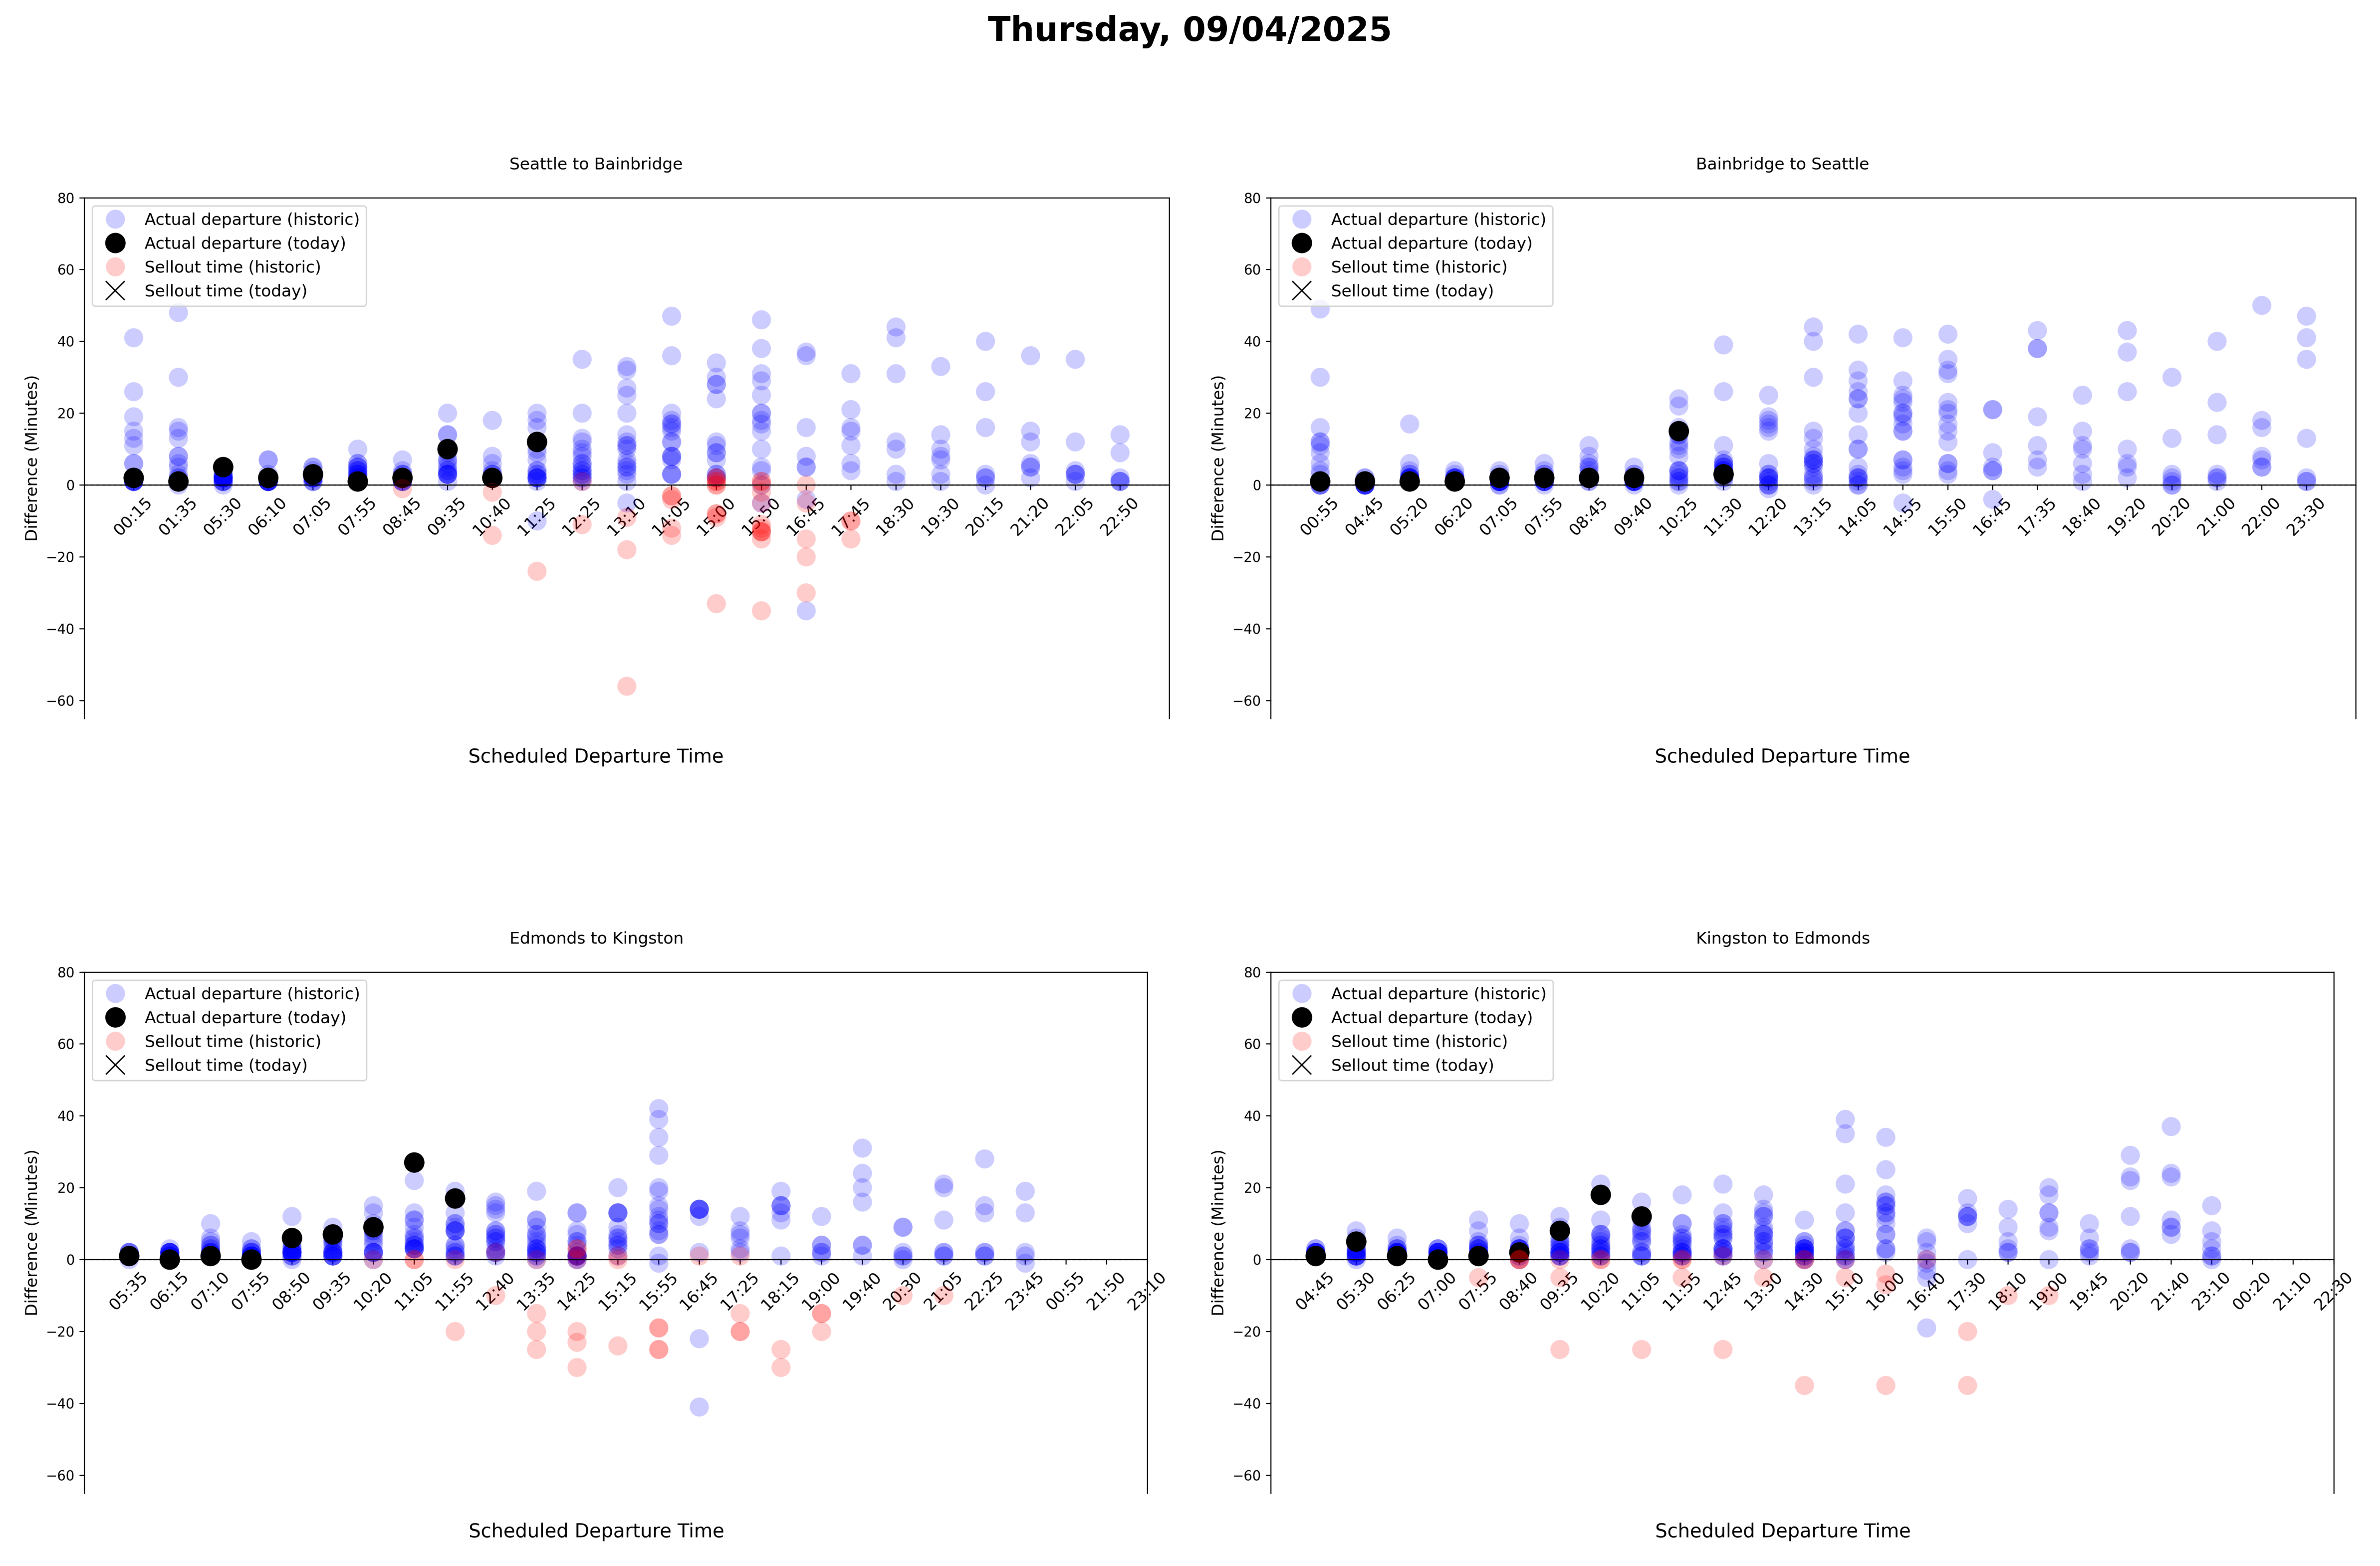 Thursday, 09/04/2025
Seattle to Bainbridge
80
60
40
20
0
−20
−40
−60
Difference (Minutes)
Actual departure (historic)
Actual departure (today)
Sellout time (historic)
Sellout time (today)
00:15 01:35 05:30 06:10 07:05 07:55 08:45 09:35 10:40 11:25 12:25 13:10 14:05 15:00 15:50 16:45 17:45 18:30 19:30 20:15 21:20 22:05 22:50
Scheduled Departure Time
Bainbridge to Seattle
80
60
40
20
0
−20
−40
−60
Difference (Minutes)
Actual departure (historic)
Actual departure (today)
Sellout time (historic)
Sellout time (today)
00:55 04:45 05:20 06:20 07:05 07:55 08:45 09:40 10:25 11:30 12:20 13:15 14:05 14:55 15:50 16:45 17:35 18:40 19:20 20:20 21:00 22:00 23:30
Scheduled Departure Time
Edmonds to Kingston
80
60
40
20
0
−20
−40
−60
Difference (Minutes)
Actual departure (historic)
Actual departure (today)
Sellout time (historic)
Sellout time (today)
05:35 06:15 07:10 07:55 08:50 09:35 10:20 11:05 11:55 12:40 13:35 14:25 15:15 15:55 16:45 17:25 18:15 19:00 19:40 20:30 21:05 22:25 23:45 00:55 21:50 23:10
Scheduled Departure Time
Kingston to Edmonds
80
60
40
20
0
−20
−40
−60
Difference (Minutes)
Actual departure (historic)
Actual departure (today)
Sellout time (historic)
Sellout time (today)
04:45 05:30 06:25 07:00 07:55 08:40 09:35 10:20 11:05 11:55 12:45 13:30 14:30 15:10 16:00 16:40 17:30 18:10 19:00 19:45 20:20 21:40 23:10 00:20 21:10 22:30
Scheduled Departure Time